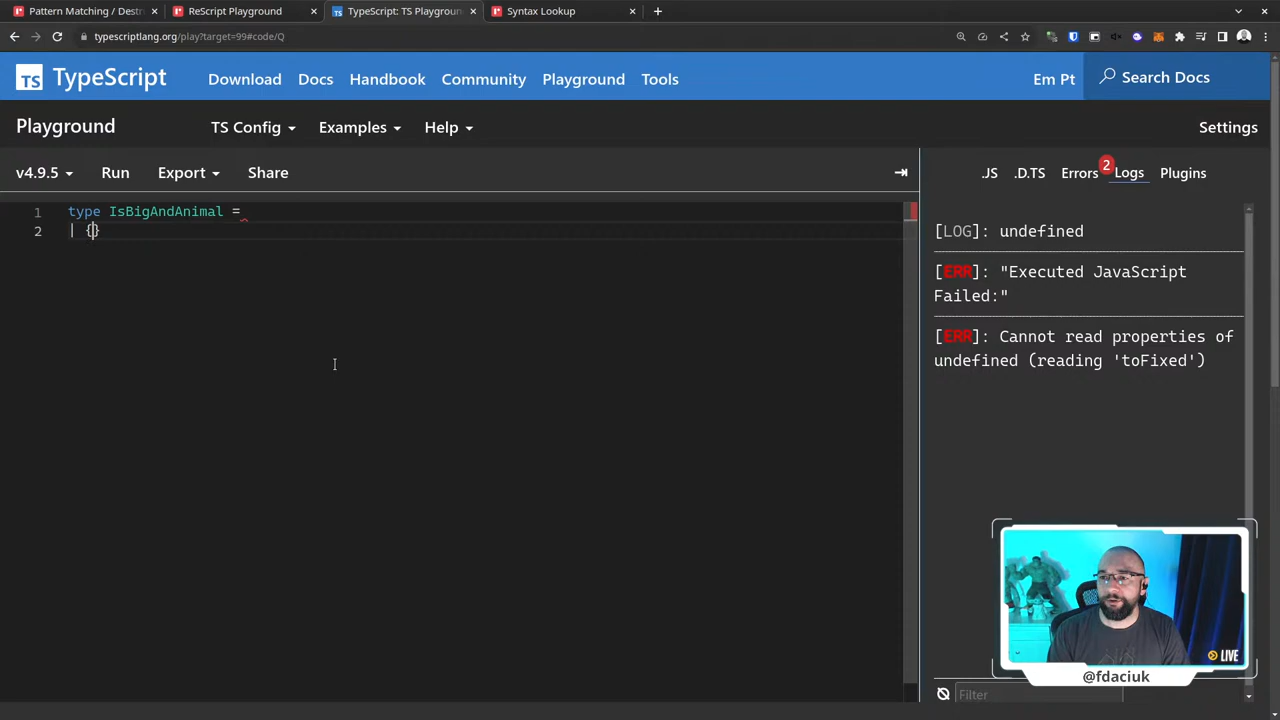 Pattern Matching / Destr
ReScript Playground
TypeScript: TS Playgroun
Syntax Lookup
typescriptlang.org/play?target=99#code/Q
TS TypeScript
Download
Docs
Handbook
Community
Playground
Tools
Em Pt
Search Docs
Playground
TS Config
Examples
Help
Settings
v4.9.5
Run
Export
Share
.JS
.D.TS
Errors
2
Logs
Plugins
1 type IsBigAndAnimal =
2 | {}
[LOG]: undefined
[ERR]: "Executed JavaScript
Failed:"
[ERR]: Cannot read properties of
undefined (reading 'toFixed')
LIVE
@fdaciuk
Filter